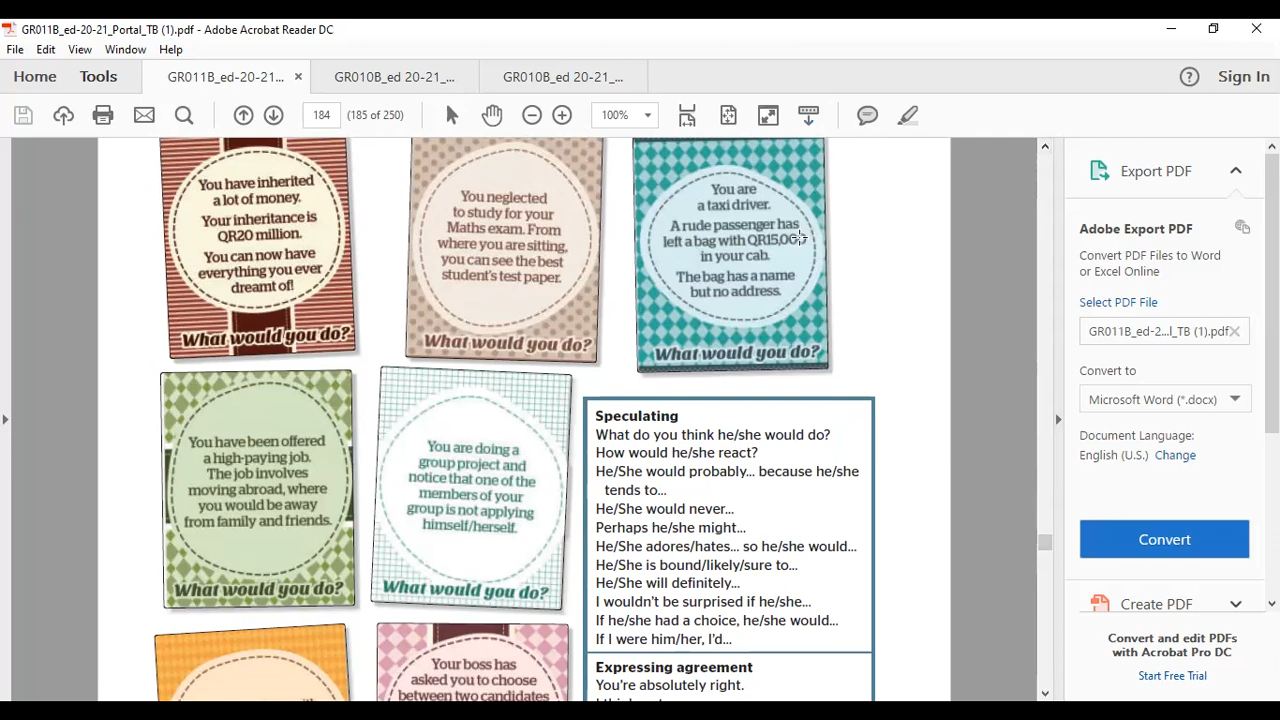 GR011B_ed-20-21_Portal_TB (1).pdf - Adobe Acrobat Reader DC
File Edit View Window Help
Home Tools GR011B_ed-20-21... × GR010B_ed 20-21_... GR010B_ed 20-21_... Sign In
184 (185 of 250) 100%
You have inherited
a lot of money.
Your inheritance is
QR20 million.
You can now have
everything you ever
dreamt of!
What would you do?
You neglected
to study for your
Maths exam. From
where you are sitting,
you can see the best
student's test paper.
What would you do?
You are
a taxi driver.
A rude passenger has
left a bag with QR15,000
in your cab.
The bag has a name
but no address.
What would you do?
You have been offered
a high-paying job.
The job involves
moving abroad, where
you would be away
from family and friends.
What would you do?
You are doing a
group project and
notice that one of the
members of your
group is not applying
himself/herself.
What would you do?
Your boss has
asked you to choose
between two candidates
Speculating
What do you think he/she would do?
How would he/she react?
He/She would probably... because he/she
tends to...
He/She would never...
Perhaps he/she might...
He/She adores/hates... so he/she would...
He/She is bound/likely/sure to...
He/She will definitely...
I wouldn't be surprised if he/she...
If he/she had a choice, he/she would...
If I were him/her, I'd...
Expressing agreement
You're absolutely right.
Export PDF
Adobe Export PDF
Convert PDF Files to Word
or Excel Online
Select PDF File
GR011B_ed-2...l_TB (1).pdf
Convert to
Microsoft Word (*.docx)
Document Language:
English (U.S.) Change
Convert
Create PDF
Convert and edit PDFs
with Acrobat Pro DC
Start Free Trial